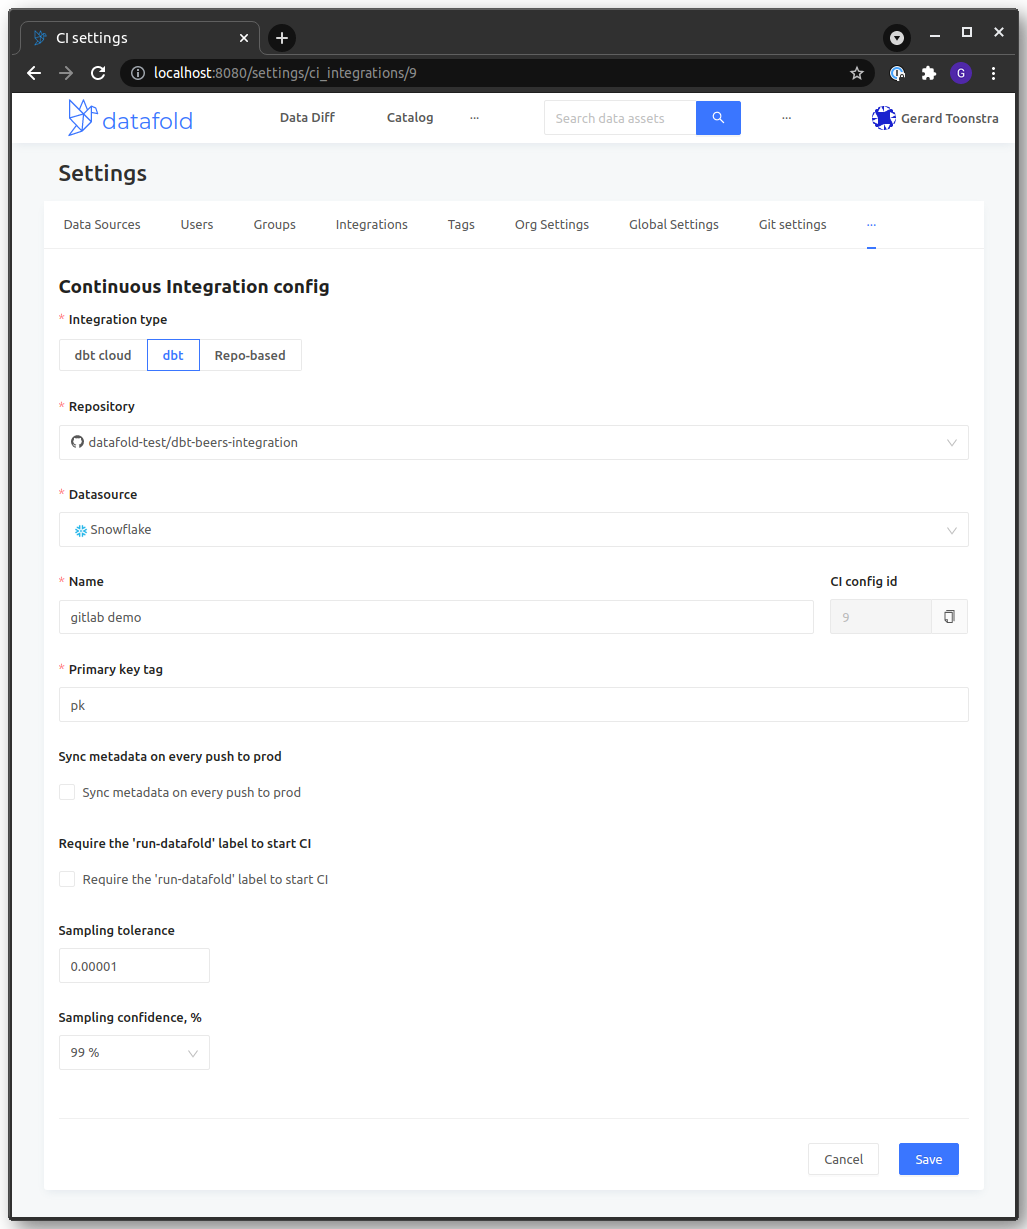 CI settings
localhost:8080/settings/ci_integrations/9
G
datafold
Data Diff
Catalog
...
Search data assets
...
Gerard Toonstra
Settings
Data Sources
Users
Groups
Integrations
Tags
Org Settings
Global Settings
Git settings
...
Continuous Integration config
* Integration type
dbt cloud
dbt
Repo-based
* Repository
datafold-test/dbt-beers-integration
* Datasource
Snowflake
* Name
CI config id
gitlab demo
9
* Primary key tag
pk
Sync metadata on every push to prod
Sync metadata on every push to prod
Require the 'run-datafold' label to start CI
Require the 'run-datafold' label to start CI
Sampling tolerance
0.00001
Sampling confidence, %
99 %
Cancel
Save